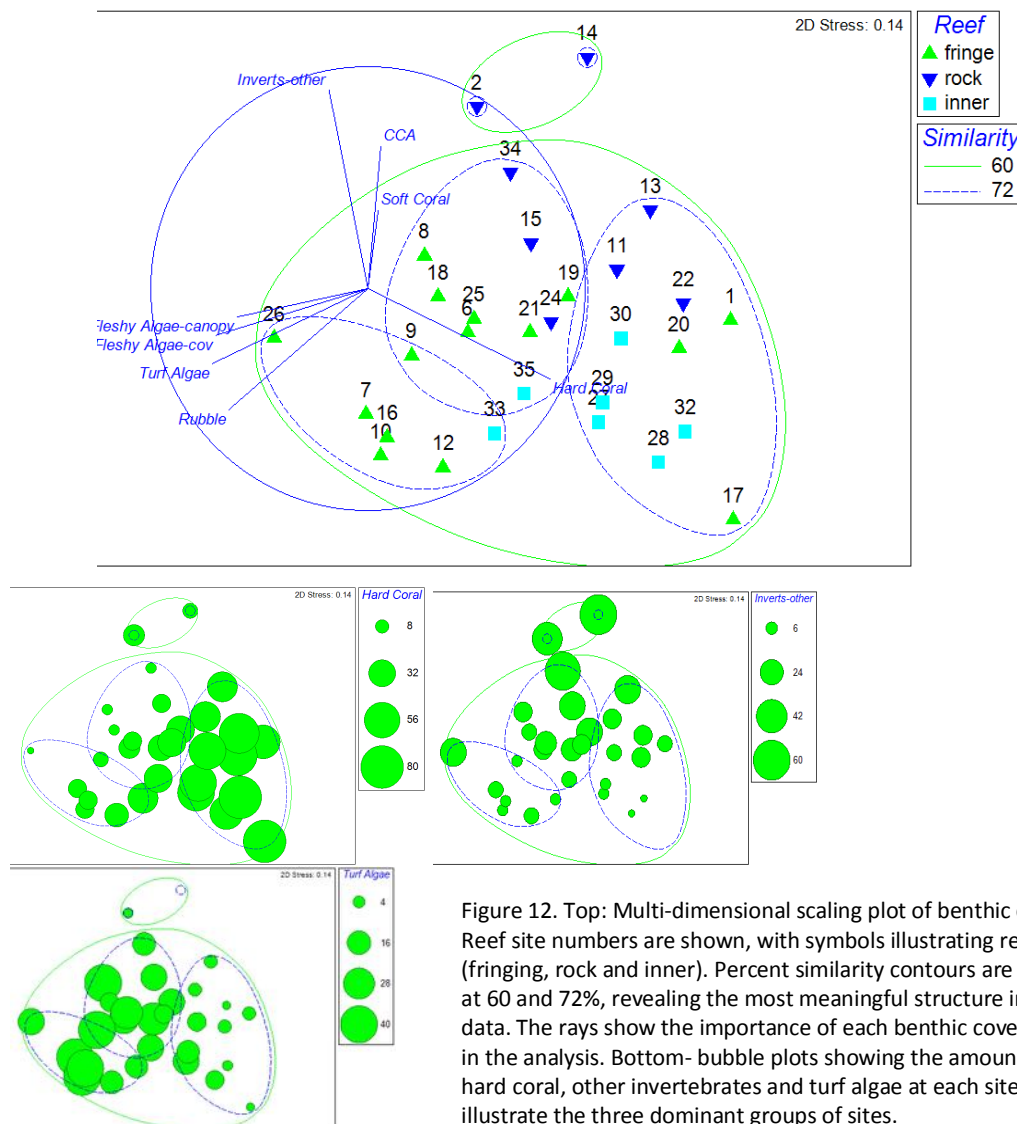 2D Stress: 0.14
Reef
fringe
rock
inner
Similarity
60
72
14
2
Inverts-other
CCA
34
Soft Coral
13
15
8
11
18
19
22
1
25
24
30
20
26
6
21
Fleshy Algae-canopy
9
Fleshy Algae-cov
35
29
Turf Algae
Hard Coral
7
33
32
Rubble
16
10
12
28
17
2D Stress: 0.14
Hard Coral
8
32
56
80
2D Stress: 0.14
Inverts-other
6
24
42
60
2D Stress: 0.14
Turf Algae
4
16
28
40
Figure 12. Top: Multi-dimensional scaling plot of benthic
Reef site numbers are shown, with symbols illustrating
(fringing, rock and inner). Percent similarity contours are
at 60 and 72%, revealing the most meaningful structure
data. The rays show the importance of each benthic
in the analysis. Bottom- bubble plots showing the
hard coral, other invertebrates and turf algae at each site
illustrate the three dominant groups of sites.